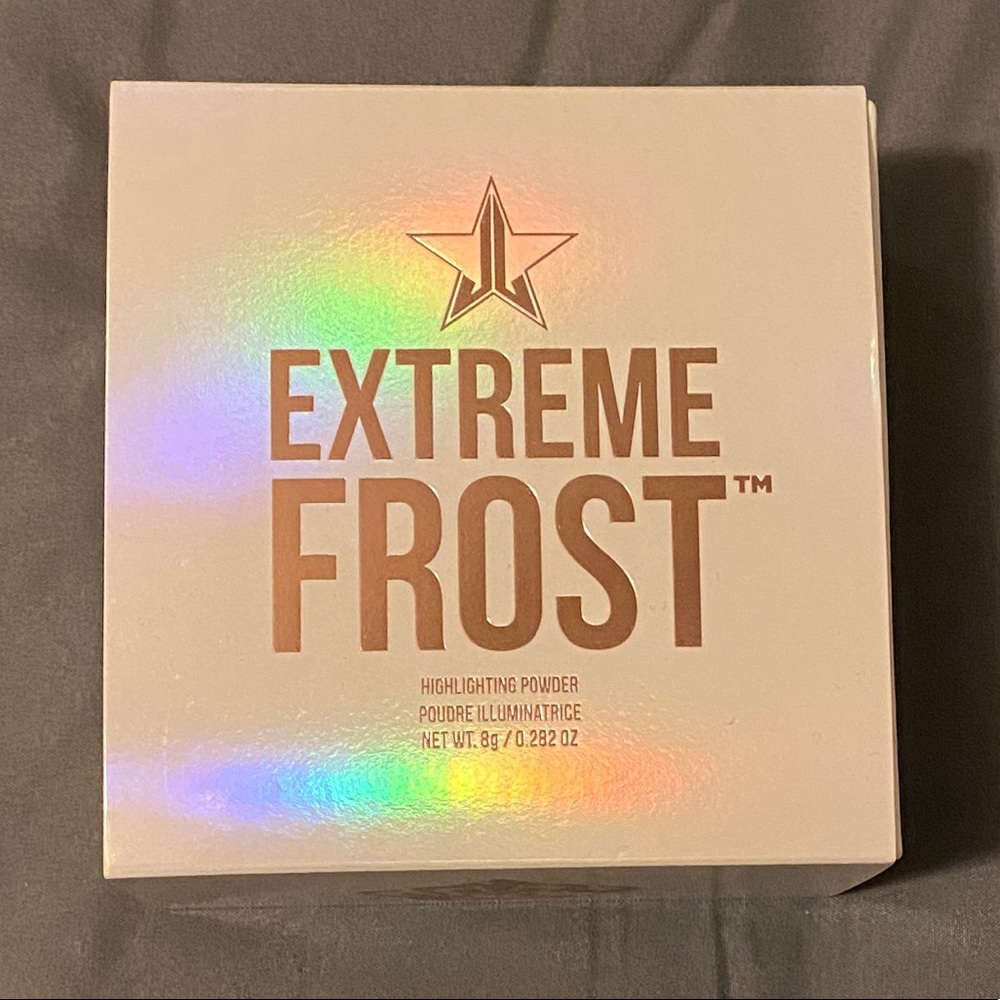 EXTREME
FROST™
HIGHLIGHTING POWDER
POUDRE ILLUMINATRICE
NET WT. 8g / 0.282 OZ